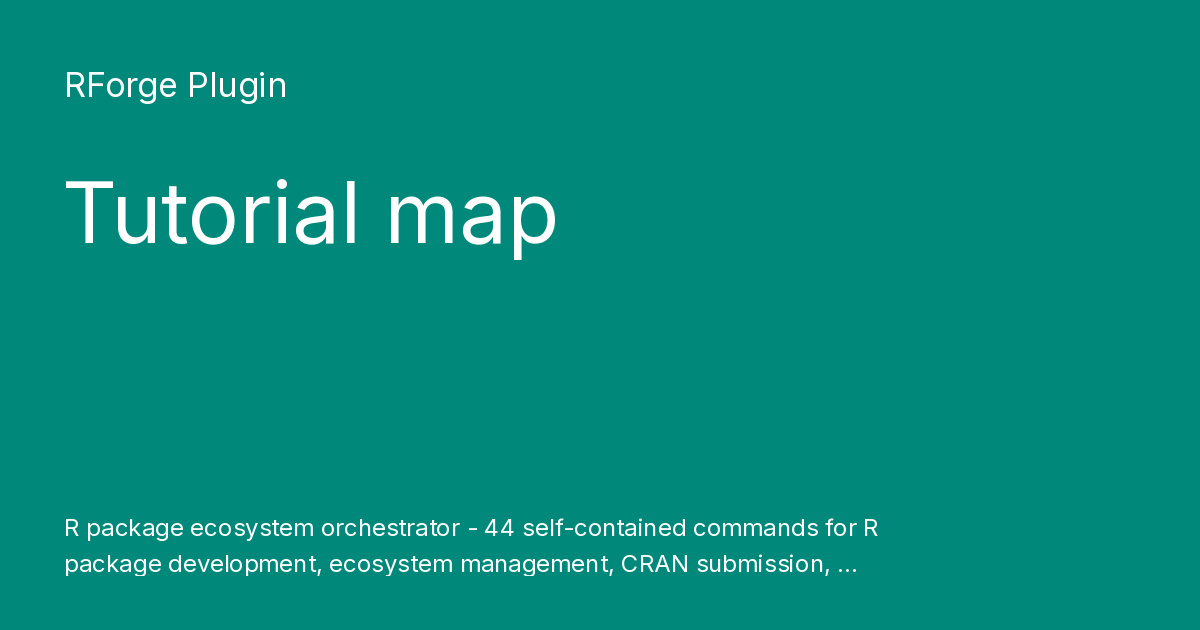 RForge Plugin
Tutorial map
R package ecosystem orchestrator - 44 self-contained commands for R
package development, ecosystem management, CRAN submission, ...